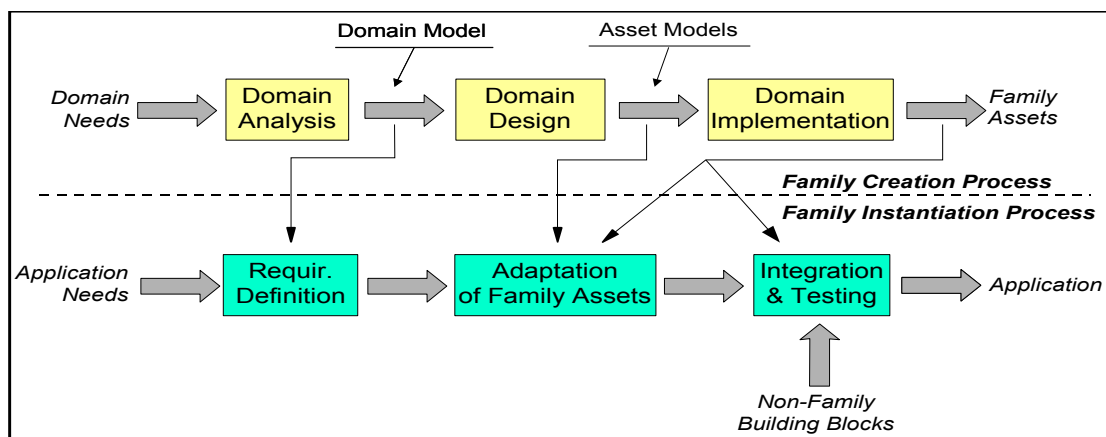 Domain Model
Asset Models
Domain
Needs
Domain
Analysis
Domain
Design
Domain
Implementation
Family
Assets
Family Creation Process
Family Instantiation Process
Application
Needs
Requir.
Definition
Adaptation
of Family Assets
Integration
& Testing
Application
Non-Family
Building Blocks